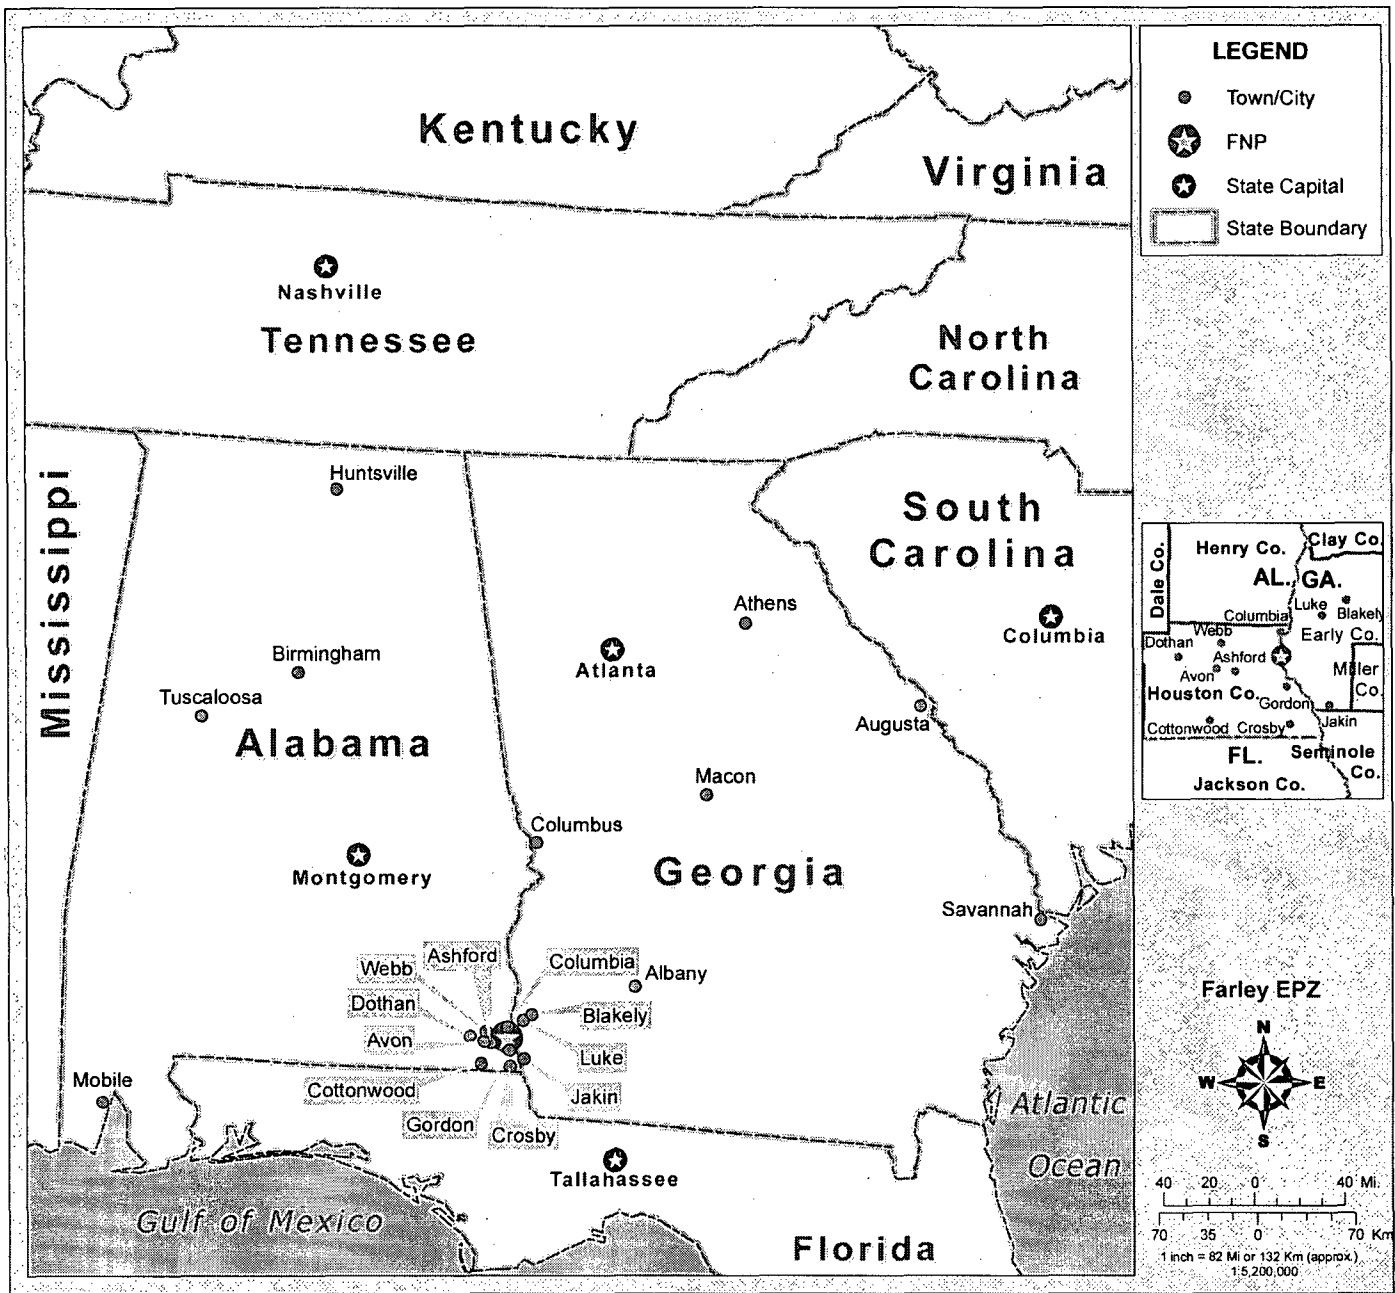 Kentucky
Virginia
Nashville
Tennessee
North
Carolina
Mississippi
Huntsville
South
Carolina
Athens
Columbia
Atlanta
Birmingham
Tuscaloosa
Augusta
Alabama
Macon
Columbus
Georgia
Montgomery
Savannah
Ashford
Webb
Columbia
Albany
Dothan
Blakely
Avon
Luke
Cottonwood
Jakin
Mobile
Gordon
Crosby
Atlantic
Ocean
Tallahassee
Gulf of Mexico
Florida
LEGEND
Town/City
FNP
State Capital
State Boundary
Dale Co.
Henry Co.
Clay Co.
AL.
GA.
Columbia
Luke
Blakely
Early Co.
Dothan
Webb
Ashford
Avon
Miller
Co.
Houston Co.
Gordon
Jakin
Cottonwood
Crosby
FL.
Seminole
Co.
Jackson Co.
Farley EPZ
N
W
E
S
40 20 0 40 Mi.
70 35 0 70 Km
1 inch = 82 Mi or 132 Km (approx.)
1:5,200,000